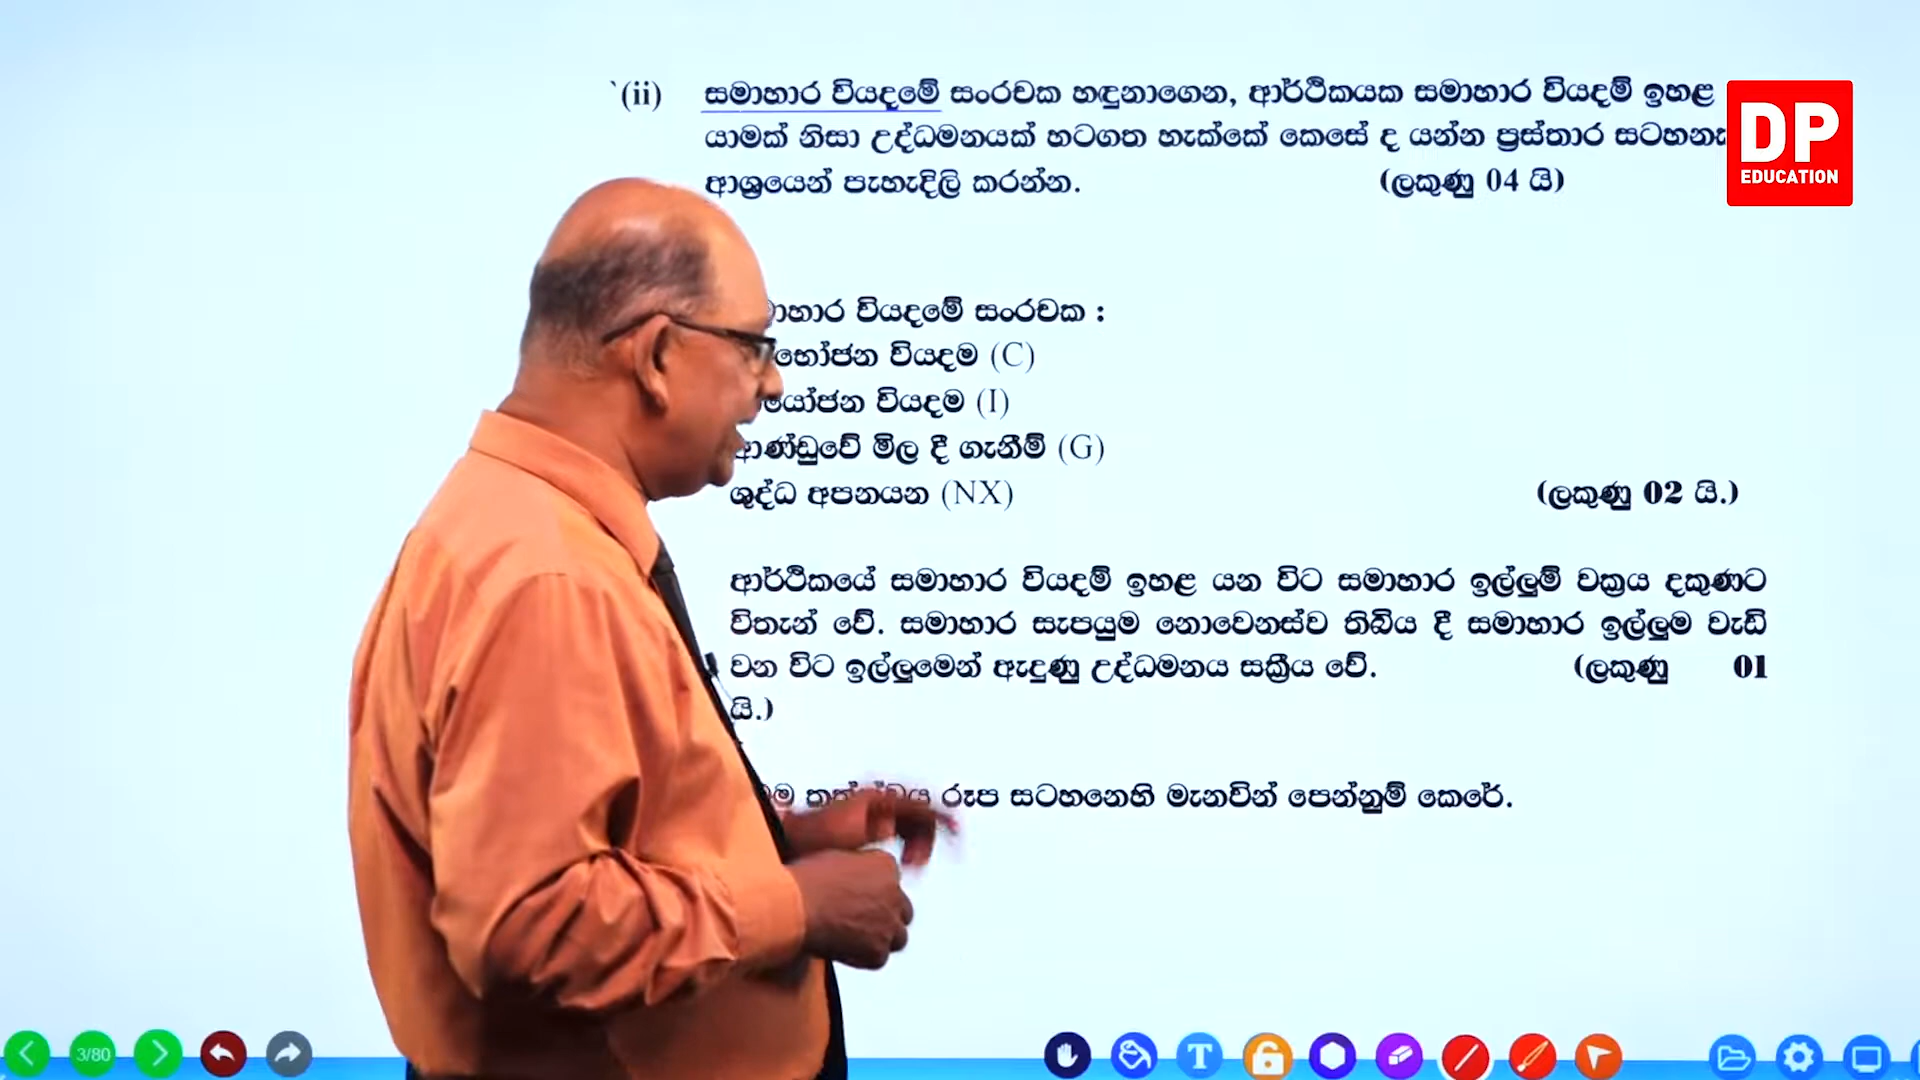 `(ii) සමාහාර වියදමේ සංරචක හඳුනාගෙන, ආර්ථිකයක සමාහාර වියදම් ඉහළ
යාමක් නිසා උද්ධමනයක් හටගත හැක්කේ කෙසේ ද යන්න ප්‍රස්තාර
ආශ්‍රයෙන් පැහැදිලි කරන්න. (ලකුණු 04 යි)
DP
EDUCATION
වියදමේ සංරචක :
වියදම (C)
වියදම (I)
මිල දී ගැනීම් (G)
ශුද්ධ අපනයන (NX) (ලකුණු 02 යි.)
ආර්ථිකයේ සමාහාර වියදම් ඉහළ යන විට සමාහාර ඉල්ලුම් වක්‍රය දකුණට
විතැන් වේ. සමාහාර සැපයුම නොවෙනස්ව තිබිය දී සමාහාර ඉල්ලුම වැඩි
වන විට ඉල්ලුමෙන් ඇදුණු උද්ධමනය සක්‍රීය වේ. (ලකුණු 01
යි.)
රූප සටහනෙහි මැනවින් පෙන්නුම් කෙරේ.
3/80